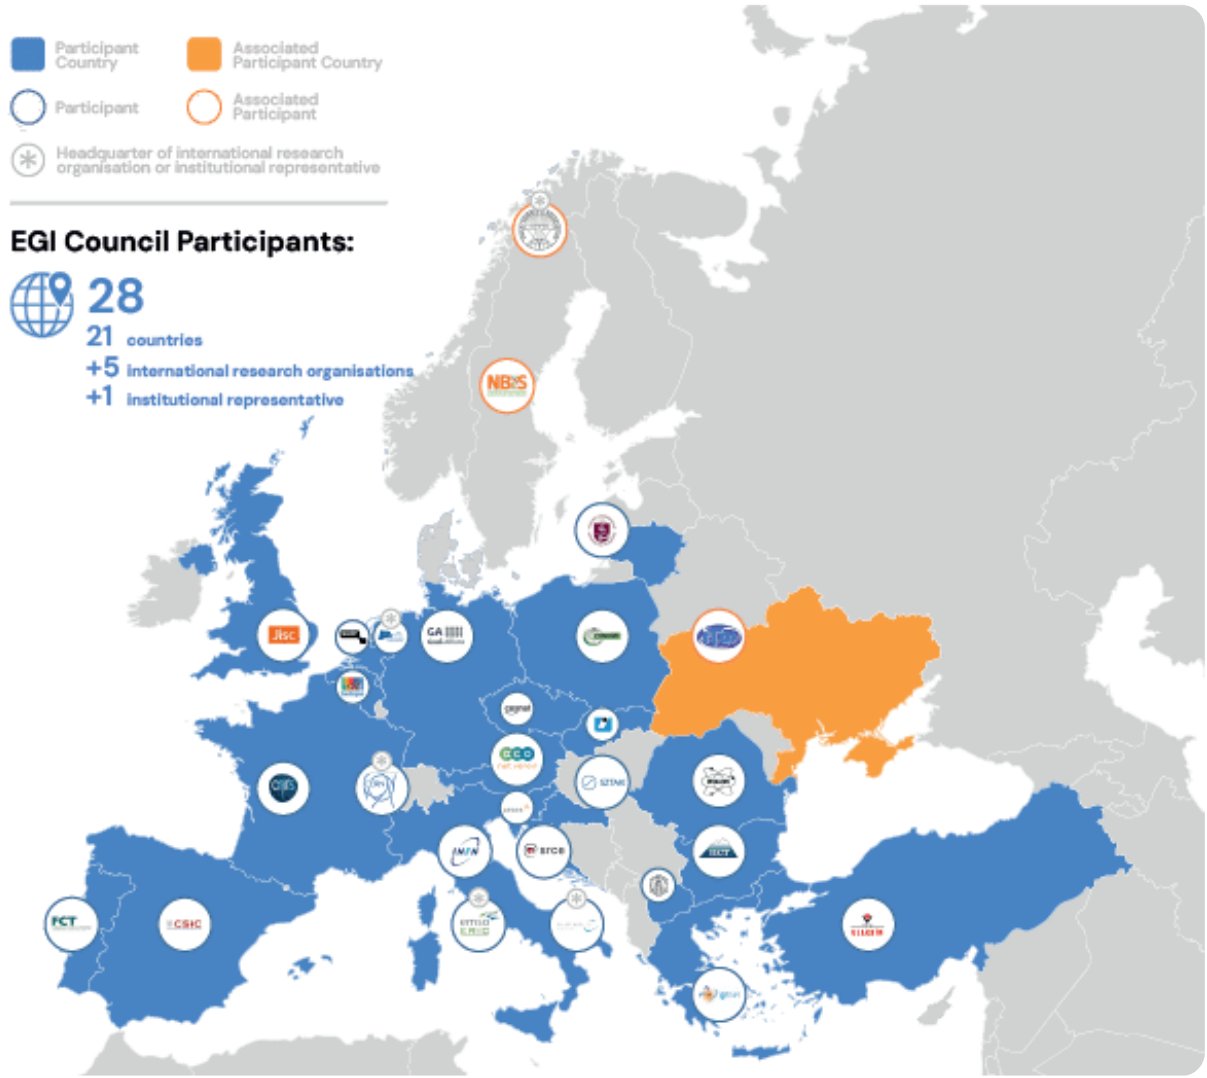 Participant
Country
Associated
Participant Country
Participant
Associated
Participant
Headquarter of international research
organisation or institutional representative
EGI Council Participants:
28
21 countries
+5 international research organisations
+1 institutional representative
NBIS
Jisc
GA
SZTAKI
srce
INFN
FCT
CSIC